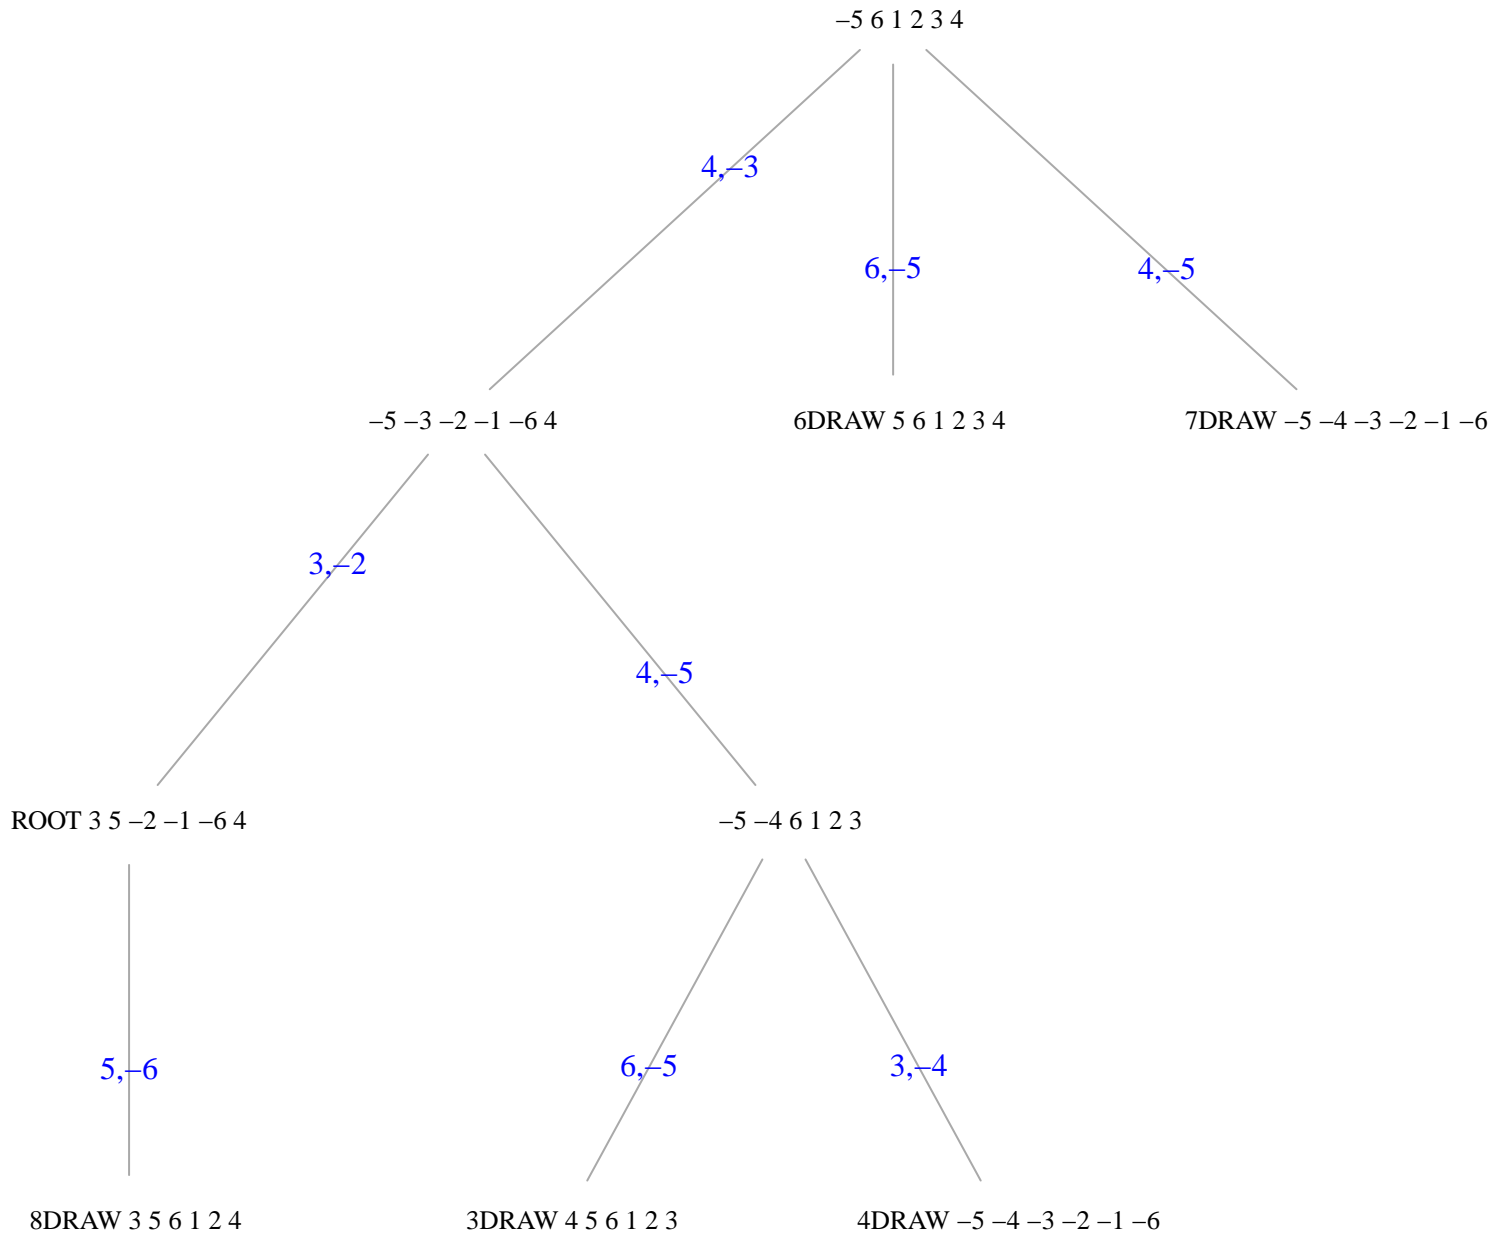 –5 6 1 2 3 4
4,–3
6,–5
4,–5
–5 –3 –2 –1 –6 4
6DRAW 5 6 1 2 3 4
7DRAW –5 –4 –3 –2 –1 –6
3,–2
4,–5
ROOT 3 5 –2 –1 –6 4
–5 –4 6 1 2 3
5,–6
6,–5
3,–4
8DRAW 3 5 6 1 2 4
3DRAW 4 5 6 1 2 3
4DRAW –5 –4 –3 –2 –1 –6